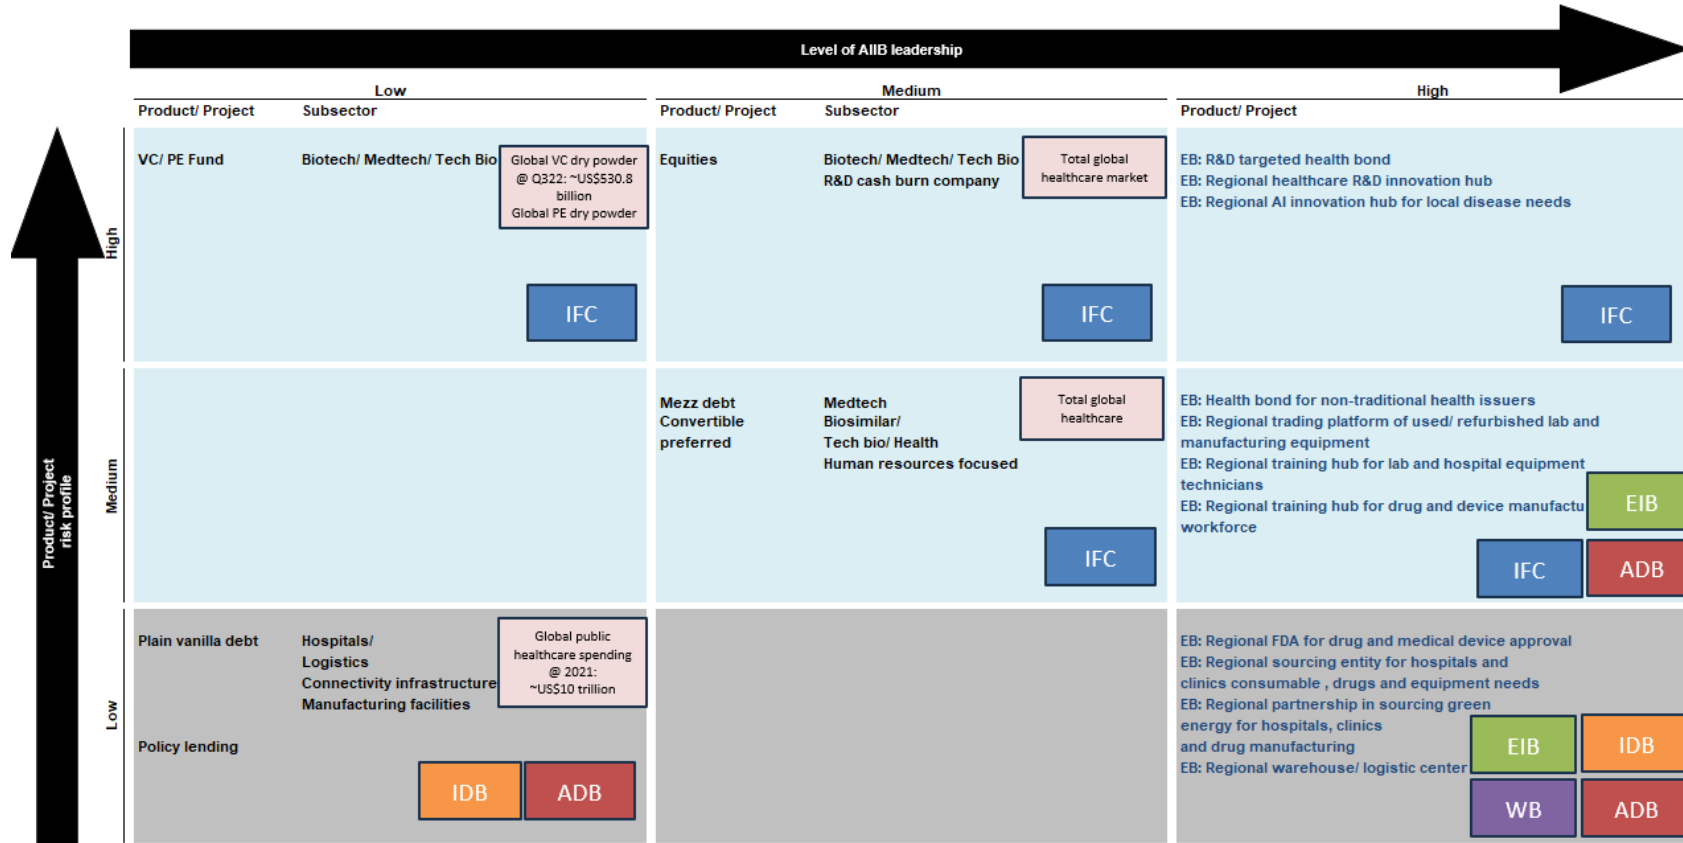 Level of AIIB leadership
Low
Medium
High
Product/ Project
Subsector
Product/ Project
Subsector
Product/ Project
Product/ Project
risk profile
High
VC/ PE Fund
Biotech/ Medtech/ Tech Bio
Global VC dry powder
@ Q322: ~US$530.8
billion
Global PE dry powder
IFC
Equities
Biotech/ Medtech/ Tech Bio
R&D cash burn company
Total global
healthcare market
IFC
EB: R&D targeted health bond
EB: Regional healthcare R&D innovation hub
EB: Regional AI innovation hub for local disease needs
IFC
Medium
Mezz debt
Convertible
preferred
Medtech
Biosimilar/
Tech bio/ Health
Human resources focused
Total global
healthcare
IFC
EB: Health bond for non-traditional health issuers
EB: Regional trading platform of used/ refurbished lab and
manufacturing equipment
EB: Regional training hub for lab and hospital equipment
technicians
EB: Regional training hub for drug and device manufactu
workforce
EIB
IFC
ADB
Low
Plain vanilla debt
Policy lending
Hospitals/
Logistics
Connectivity infrastructure
Manufacturing facilities
Global public
healthcare spending
@ 2021:
~US$10 trillion
IDB
ADB
EB: Regional FDA for drug and medical device approval
EB: Regional sourcing entity for hospitals and
clinics consumable , drugs and equipment needs
EB: Regional partnership in sourcing green
energy for hospitals, clinics
and drug manufacturing
EB: Regional warehouse/ logistic center
EIB
IDB
WB
ADB